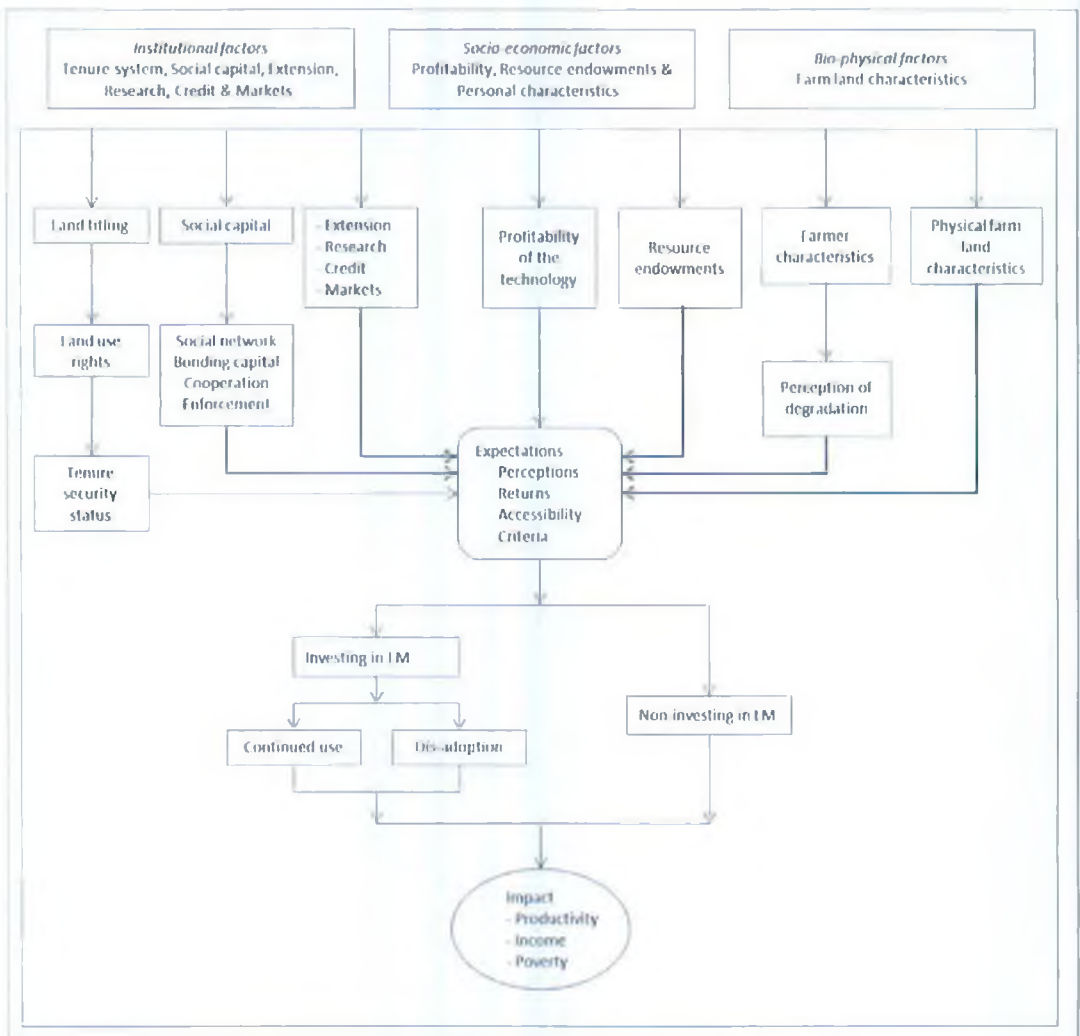 Institutional factors
Tenure system, Social capital, Extension,
Research, Credit & Markets
Socio-economic factors
Profitability, Resource endowments &
Personal characteristics
Bio-physical factors
Farm land characteristics
Land titling
Social capital
- Extension
- Research
- Credit
- Markets
Profitability
of the
technology
Resource
endowments
Farmer
characteristics
Physical farm
land
characteristics
Land use
rights
Social network
Bonding capital
Cooperation
Enforcement
Perception of
degradation
Tenure
security
status
Expectations
Perceptions
Returns
Accessibility
Criteria
Investing in LM
Non-investing in LM
Continued use
Dis-adoption
Impact
- Productivity
- Income
- Poverty